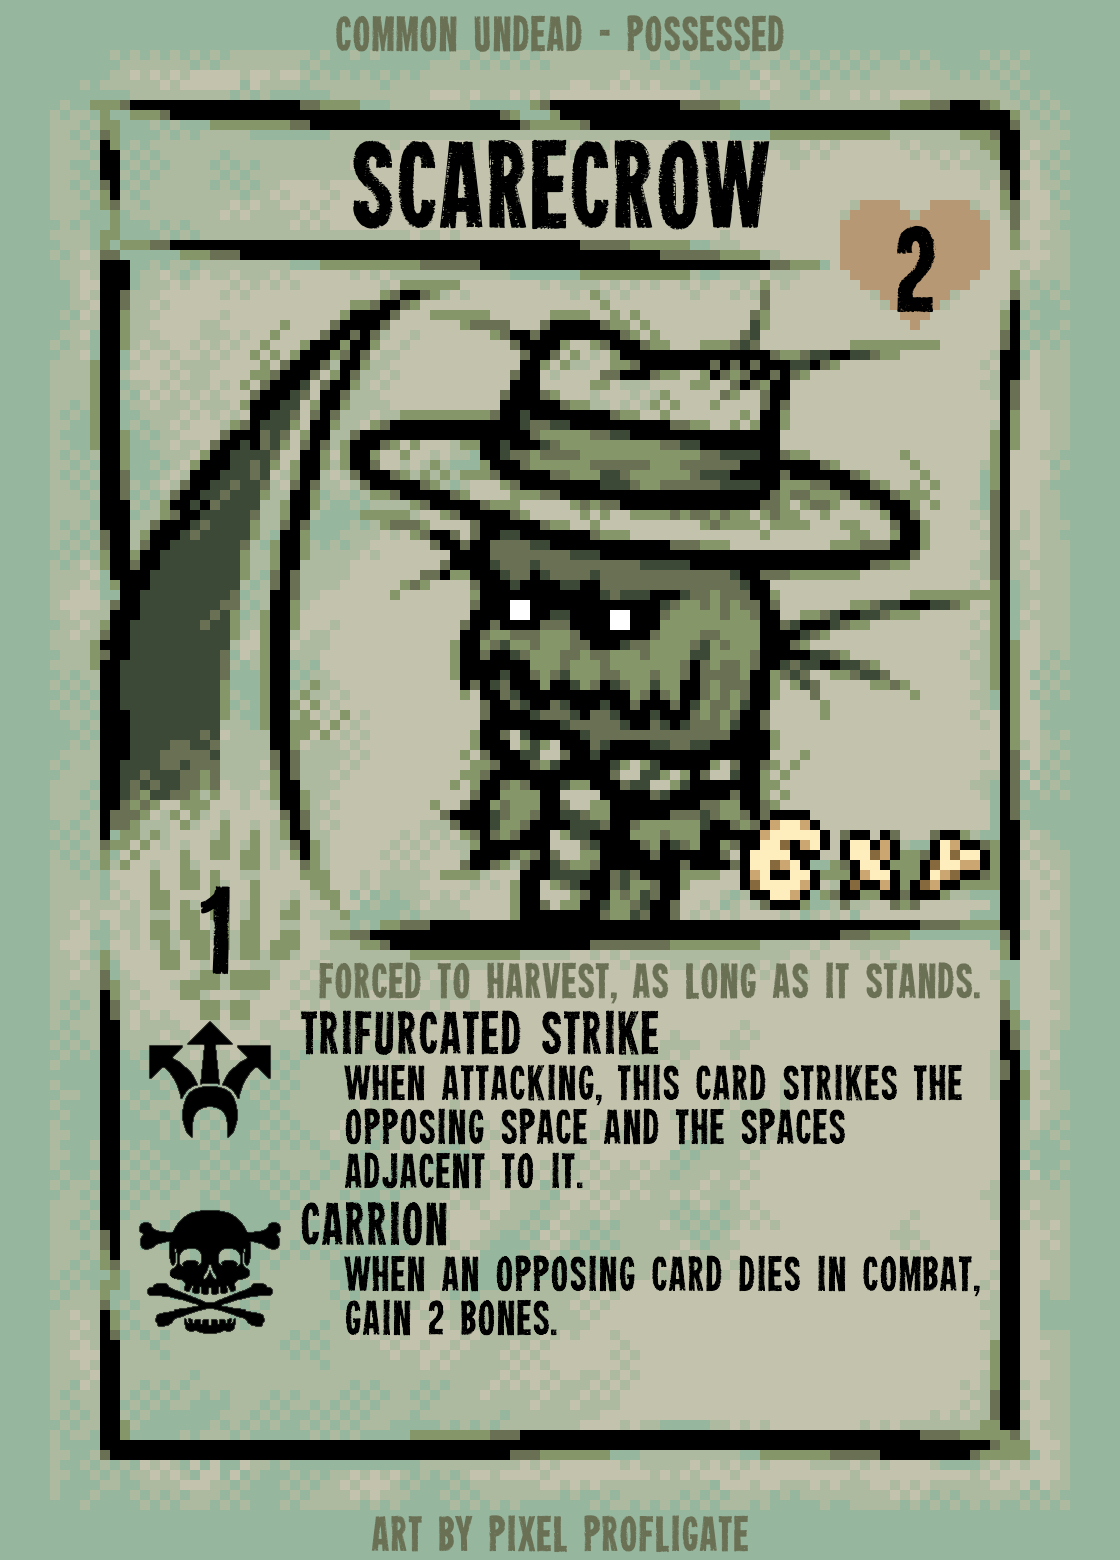 COMMON UNDEAD - POSSESSED
SCARECROW
2
6
1
FORCED TO HARVEST, AS LONG AS IT STANDS.
TRIFURCATED STRIKE
WHEN ATTACKING, THIS CARD STRIKES THE
OPPOSING SPACE AND THE SPACES
ADJACENT TO IT.
CARRION
WHEN AN OPPOSING CARD DIES IN COMBAT,
GAIN 2 BONES.
ART BY PIXEL PROFLIGATE